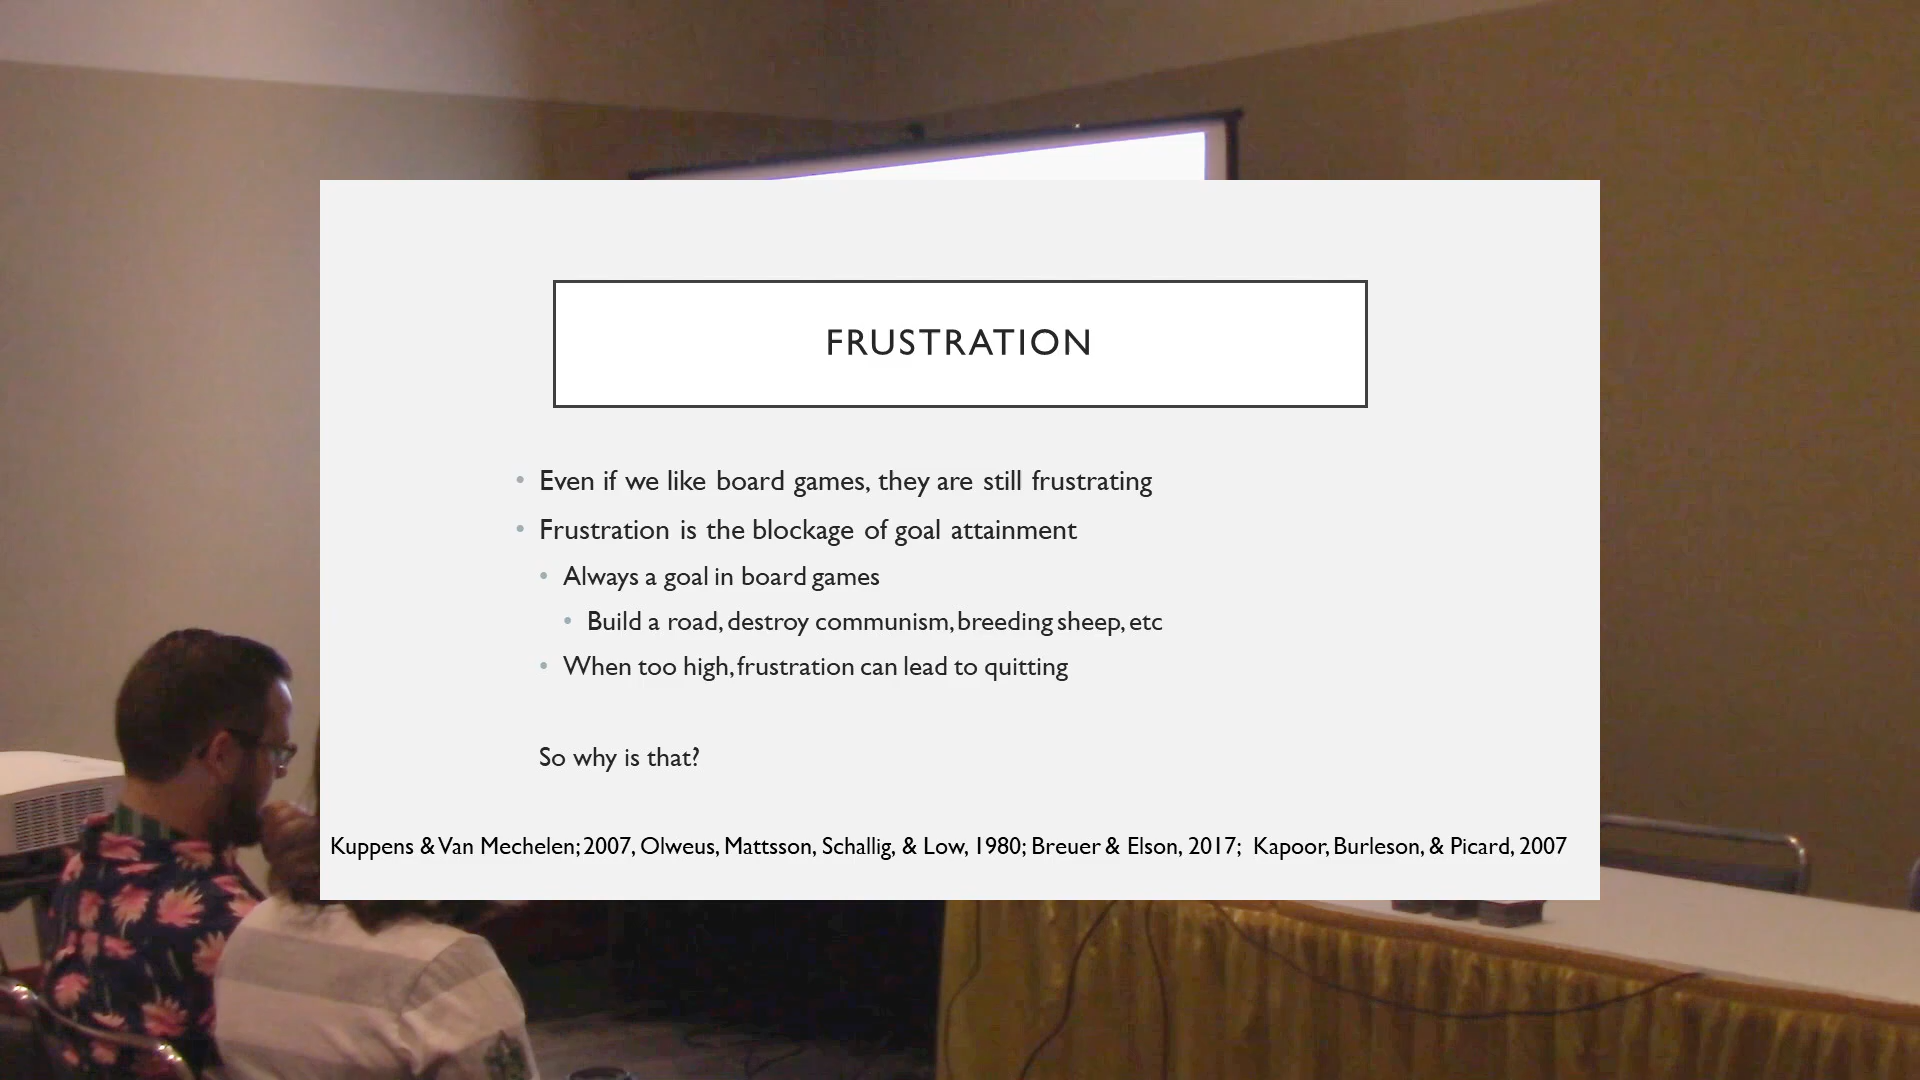 FRUSTRATION
• Even if we like board games, they are still frustrating
• Frustration is the blockage of goal attainment
• Always a goal in board games
• Build a road, destroy communism, breeding sheep, etc
• When too high, frustration can lead to quitting
So why is that?
Kuppens & Van Mechelen; 2007, Olweus, Mattsson, Schallig, & Low, 1980; Breuer & Elson, 2017; Kapoor, Burleson, & Picard, 2007